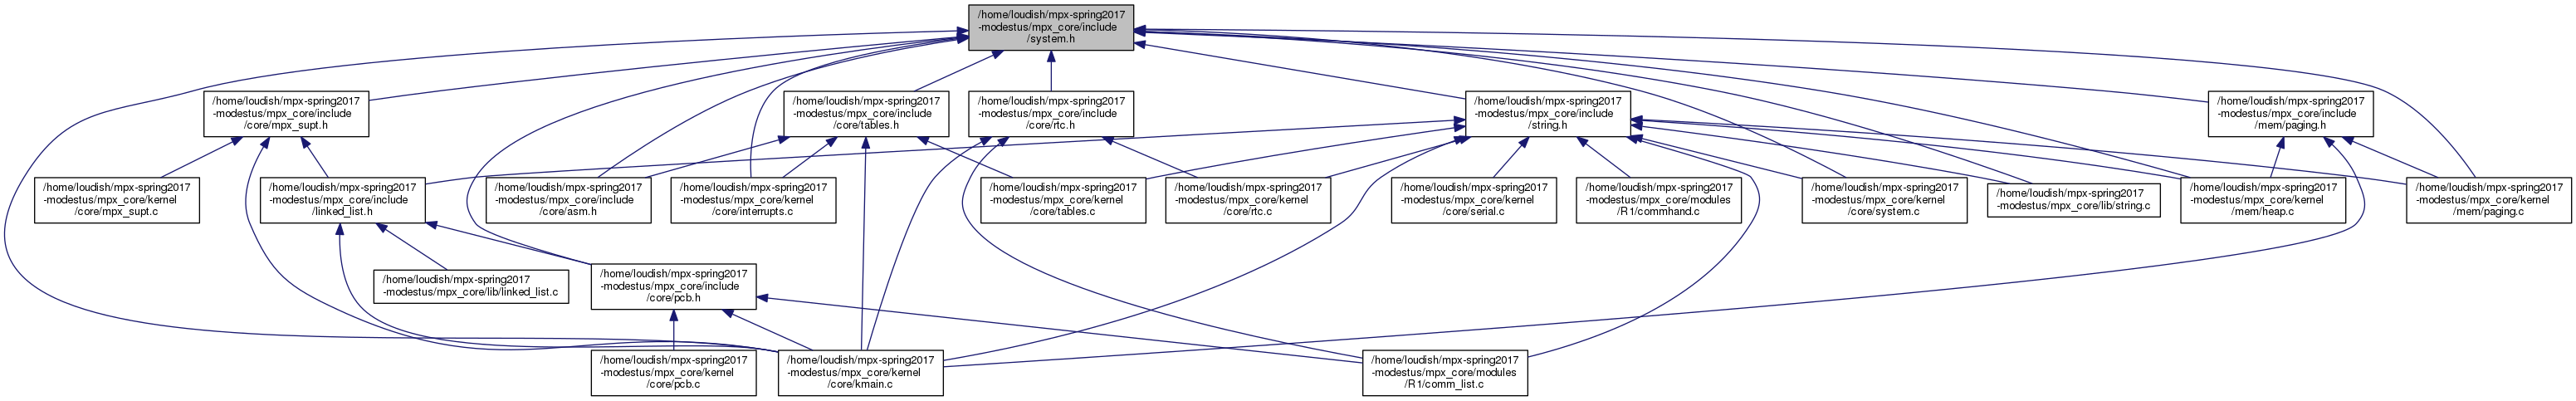 /home/loudish/mpx-spring2017
-modestus/mpx_core/include
/system.h
/home/loudish/mpx-spring2017
-modestus/mpx_core/include
/core/mpx_supt.h
/home/loudish/mpx-spring2017
-modestus/mpx_core/include
/core/tables.h
/home/loudish/mpx-spring2017
-modestus/mpx_core/include
/core/rtc.h
/home/loudish/mpx-spring2017
-modestus/mpx_core/include
/string.h
/home/loudish/mpx-spring2017
-modestus/mpx_core/include
/mem/paging.h
/home/loudish/mpx-spring2017
-modestus/mpx_core/kernel
/core/mpx_supt.c
/home/loudish/mpx-spring2017
-modestus/mpx_core/include
/linked_list.h
/home/loudish/mpx-spring2017
-modestus/mpx_core/include
/core/asm.h
/home/loudish/mpx-spring2017
-modestus/mpx_core/kernel
/core/interrupts.c
/home/loudish/mpx-spring2017
-modestus/mpx_core/kernel
/core/tables.c
/home/loudish/mpx-spring2017
-modestus/mpx_core/kernel
/core/rtc.c
/home/loudish/mpx-spring2017
-modestus/mpx_core/kernel
/core/serial.c
/home/loudish/mpx-spring2017
-modestus/mpx_core/modules
/R1/commhand.c
/home/loudish/mpx-spring2017
-modestus/mpx_core/kernel
/core/system.c
/home/loudish/mpx-spring2017
-modestus/mpx_core/lib/string.c
/home/loudish/mpx-spring2017
-modestus/mpx_core/kernel
/mem/heap.c
/home/loudish/mpx-spring2017
-modestus/mpx_core/kernel
/mem/paging.c
/home/loudish/mpx-spring2017
-modestus/mpx_core/lib/linked_list.c
/home/loudish/mpx-spring2017
-modestus/mpx_core/include
/core/pcb.h
/home/loudish/mpx-spring2017
-modestus/mpx_core/kernel
/core/pcb.c
/home/loudish/mpx-spring2017
-modestus/mpx_core/kernel
/core/kmain.c
/home/loudish/mpx-spring2017
-modestus/mpx_core/modules
/R1/comm_list.c